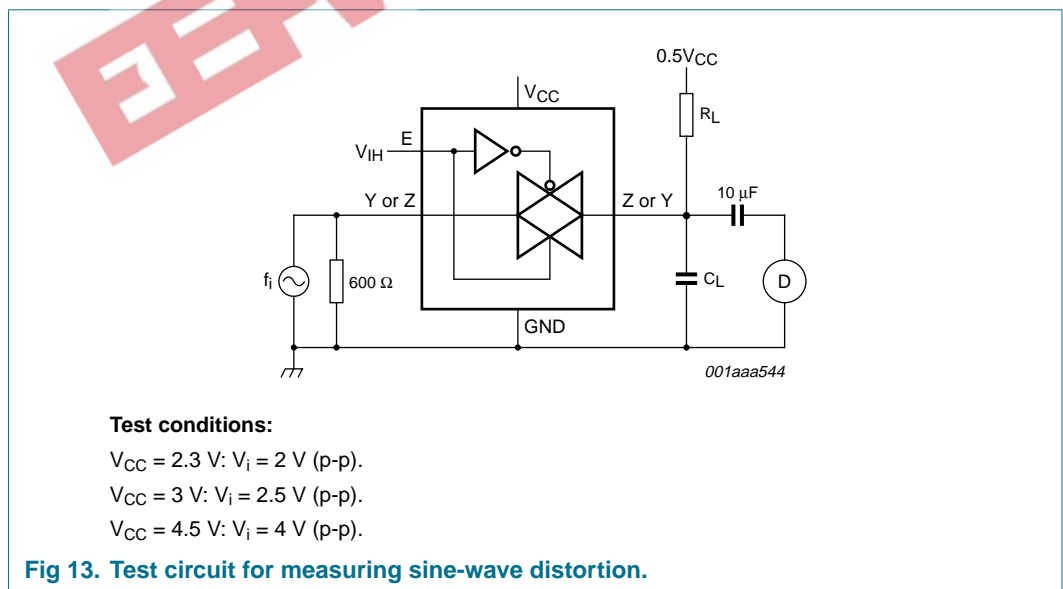 0.5VCC
VCC
RL
E
VIH
10 μF
Y or Z
Z or Y
fi
600 Ω
CL
D
GND
001aaa544
Test conditions:
VCC = 2.3 V: Vi = 2 V (p-p).
VCC = 3 V: Vi = 2.5 V (p-p).
VCC = 4.5 V: Vi = 4 V (p-p).
Fig 13. Test circuit for measuring sine-wave distortion.